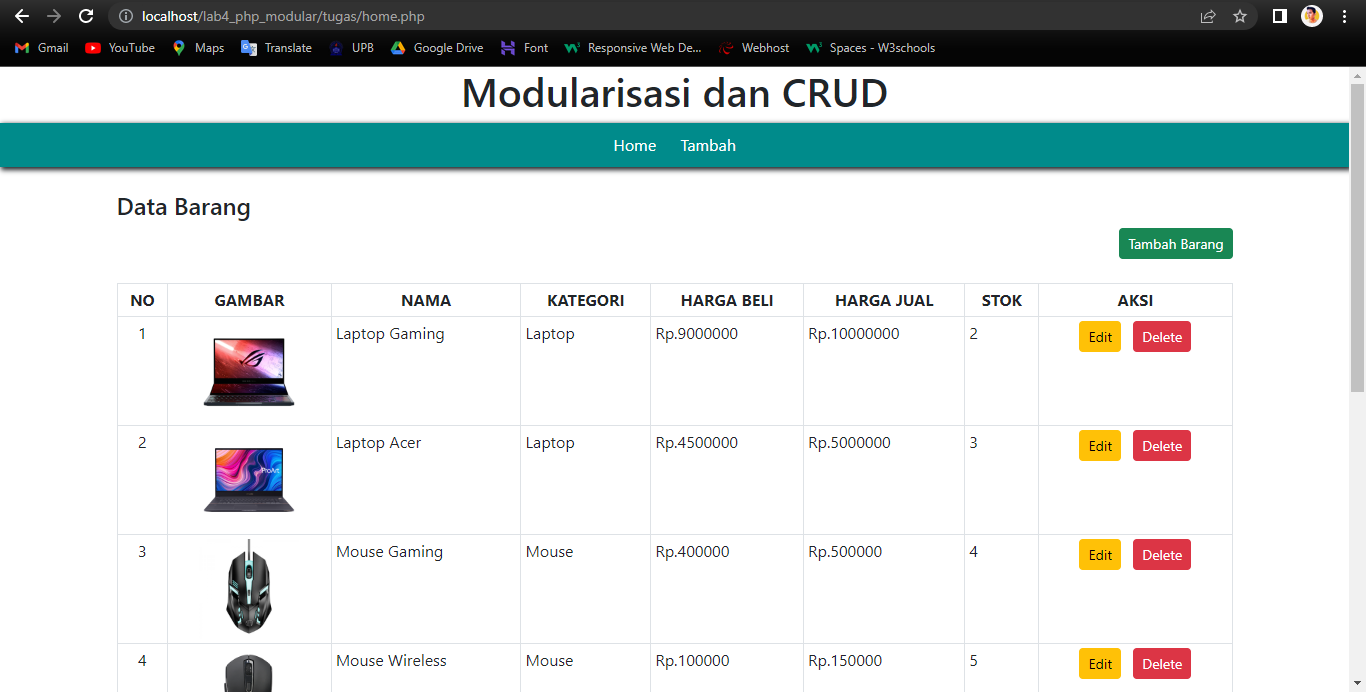 localhost/lab4_php_modular/tugas/home.php
Gmail YouTube Maps Translate UPB Google Drive Font Responsive Web De... Webhost Spaces - W3schools
Modularisasi dan CRUD
Home Tambah
Data Barang
Tambah Barang
NO GAMBAR NAMA KATEGORI HARGA BELI HARGA JUAL STOK AKSI
1 Laptop Gaming Laptop Rp.9000000 Rp.10000000 2 Edit Delete
2 Laptop Acer Laptop Rp.4500000 Rp.5000000 3 Edit Delete
ProArt
3 Mouse Gaming Mouse Rp.400000 Rp.500000 4 Edit Delete
4 Mouse Wireless Mouse Rp.100000 Rp.150000 5 Edit Delete